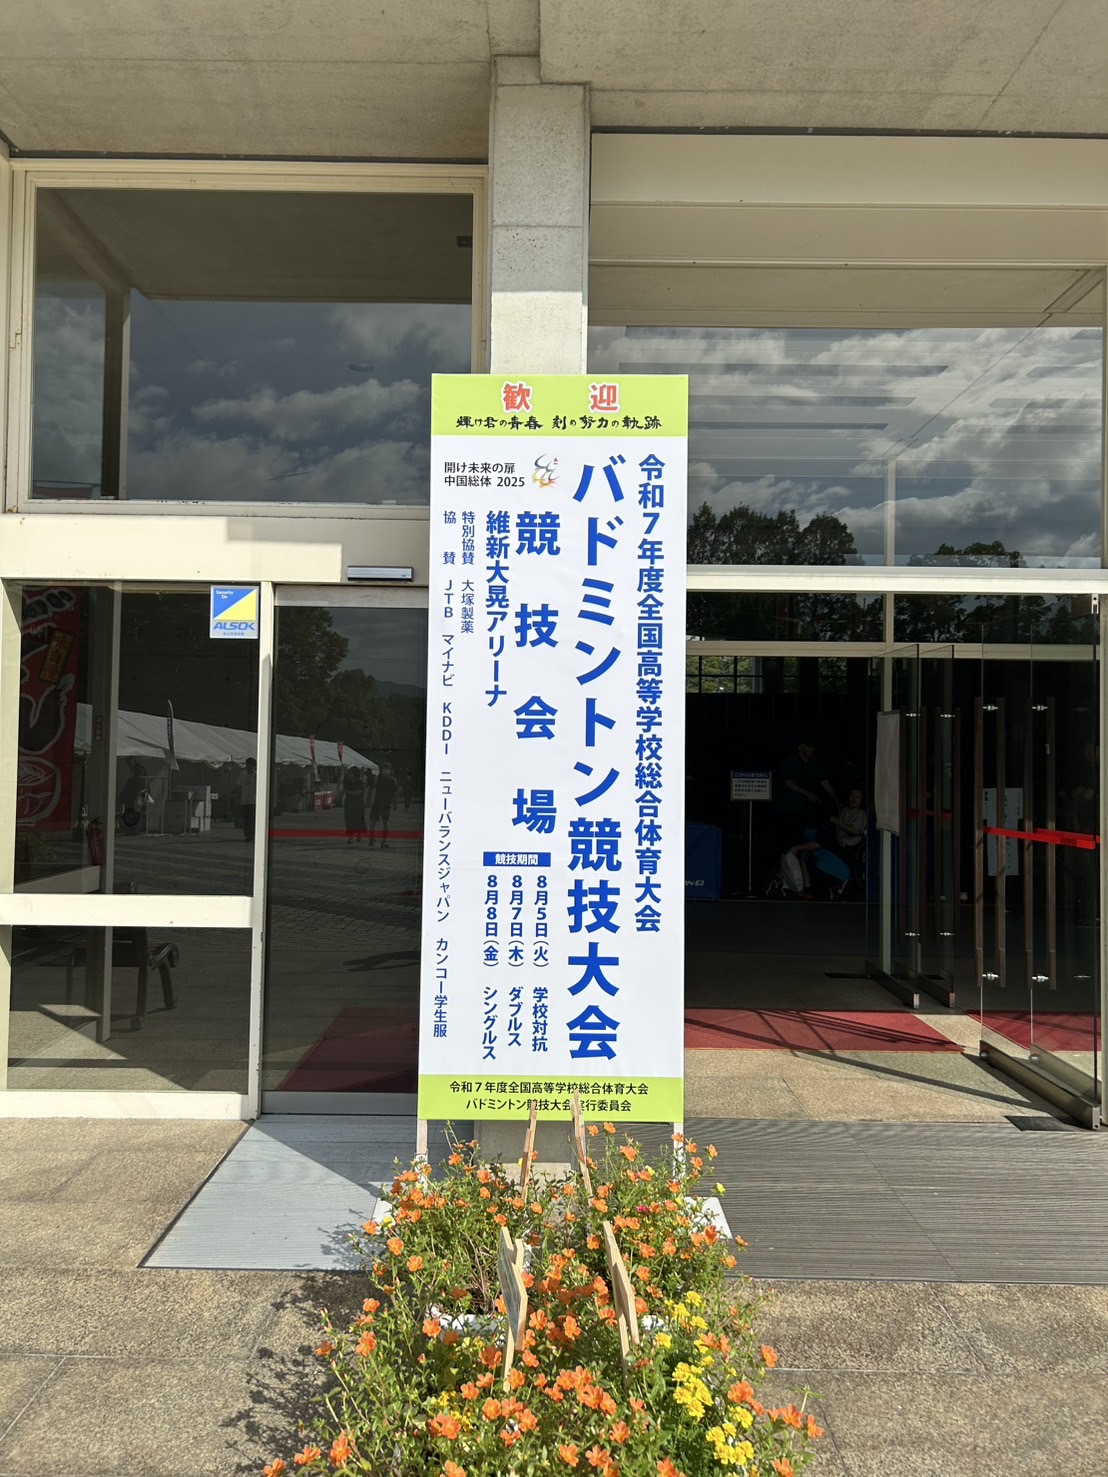 歓迎
輝け君の青春 刻め努力の軌跡
令和7年度全国高等学校総合体育大会
バドミントン競技大会
開け未来の扉
中国総体 2025
競技会場
維新大晃アリーナ
特別協賛 大塚製薬
協賛 JTB マイナビ KDDI ニューバランスジャパン カンコー学生服
競技期間
8月5日(火) 学校対抗
8月7日(木) ダブルス
8月8日(金) シングルス
令和7年度全国高等学校総合体育大会
バドミントン競技大会実行委員会
Security On
ALSOK